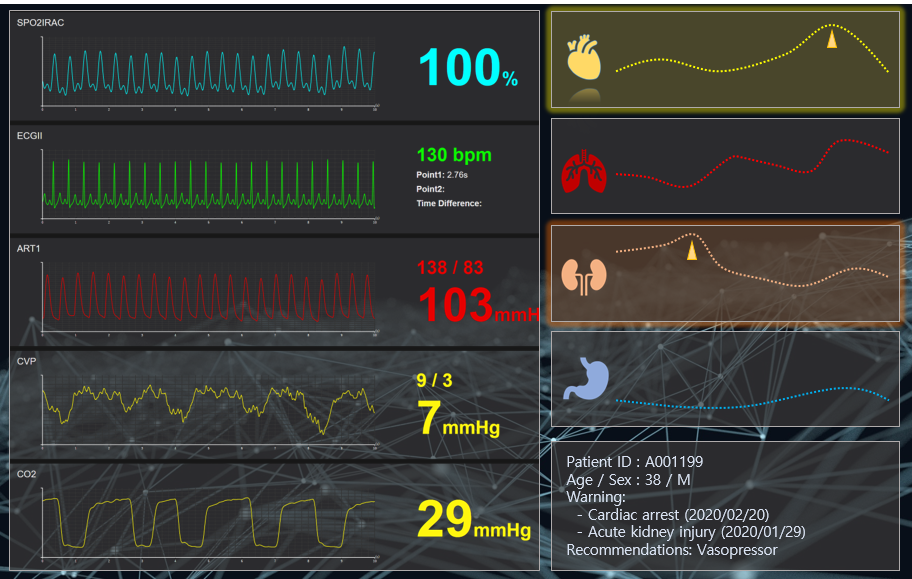 SPO2IRAC
100%
ECGII
130 bpm
Point1: 2.76s
Point2:
Time Difference:
ART1
138 / 83
103mmH
CVP
9 / 3
7mmHg
CO2
29mmHg
Patient ID : A001199
Age / Sex : 38 / M
Warning:
- Cardiac arrest (2020/02/20)
- Acute kidney injury (2020/01/29)
Recommendations: Vasopressor